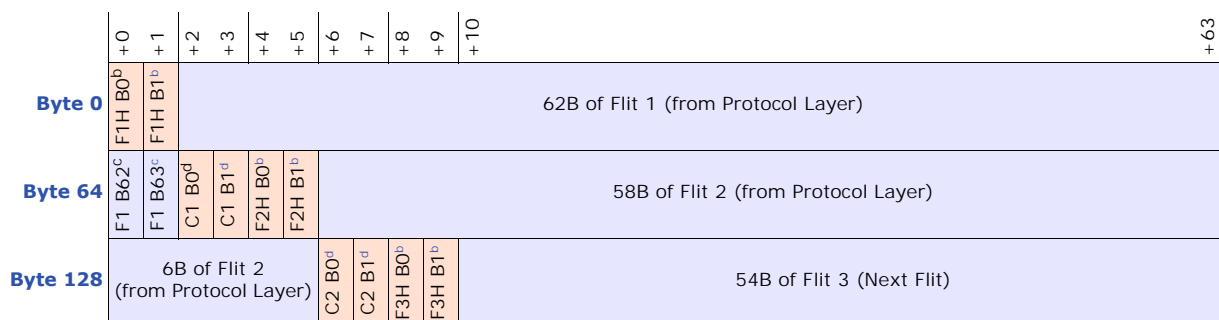 +0 +1 +2 +3 +4 +5 +6 +7 +8 +9 +10 +63
Byte 0 F1H B0b F1H B1b 62B of Flit 1 (from Protocol Layer)
Byte 64 F1 B62c F1 B63c C1 B0d C1 B1d F2H B0b F2H B1b 58B of Flit 2 (from Protocol Layer)
Byte 128 6B of Flit 2
(from Protocol Layer) C2 B0d C2 B1d F3H B0b F3H B1b 54B of Flit 3 (Next Flit)